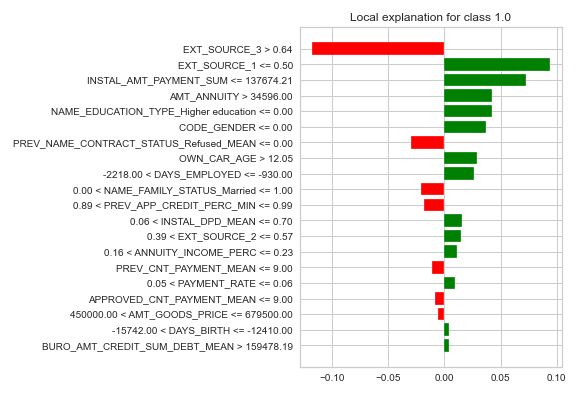 Local explanation for class 1.0
EXT_SOURCE_3 > 0.64
EXT_SOURCE_1 <= 0.50
INSTAL_AMT_PAYMENT_SUM <= 137674.21
AMT_ANNUITY > 34596.00
NAME_EDUCATION_TYPE_Higher education <= 0.00
CODE_GENDER <= 0.00
PREV_NAME_CONTRACT_STATUS_Refused_MEAN <= 0.00
OWN_CAR_AGE > 12.05
-2218.00 < DAYS_EMPLOYED <= -930.00
0.00 < NAME_FAMILY_STATUS_Married <= 1.00
0.89 < PREV_APP_CREDIT_PERC_MIN <= 0.99
0.06 < INSTAL_DPD_MEAN <= 0.70
0.39 < EXT_SOURCE_2 <= 0.57
0.16 < ANNUITY_INCOME_PERC <= 0.23
PREV_CNT_PAYMENT_MEAN <= 9.00
0.05 < PAYMENT_RATE <= 0.06
APPROVED_CNT_PAYMENT_MEAN <= 9.00
450000.00 < AMT_GOODS_PRICE <= 679500.00
-15742.00 < DAYS_BIRTH <= -12410.00
BURO_AMT_CREDIT_SUM_DEBT_MEAN > 159478.19
−0.10 −0.05 0.00 0.05 0.10